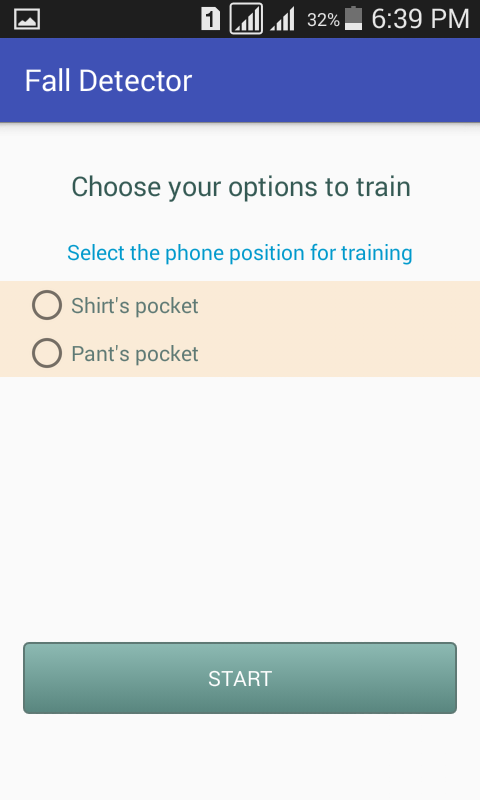 1 32% 6:39 PM
Fall Detector
Choose your options to train
Select the phone position for training
Shirt's pocket
Pant's pocket
START